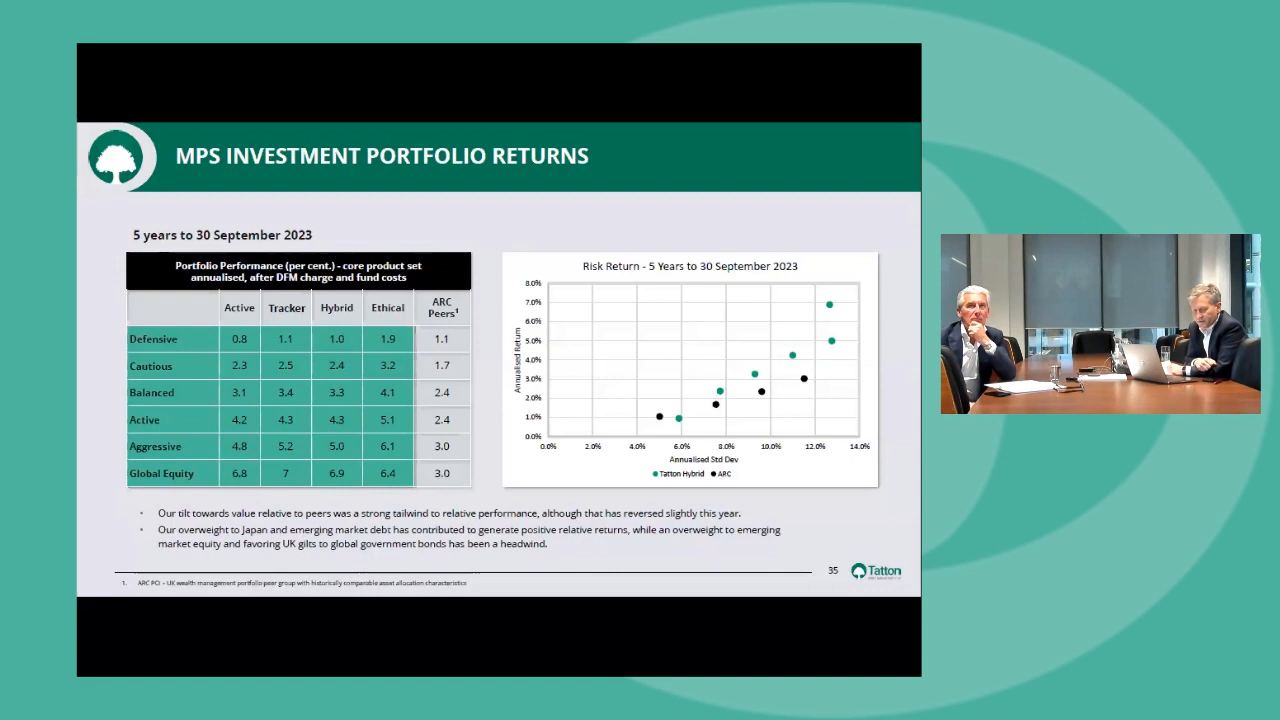 MPS INVESTMENT PORTFOLIO RETURNS
5 years to 30 September 2023
Portfolio Performance (per cent.) - core product set
annualised, after DFM charge and fund costs
Active Tracker Hybrid Ethical ARC Peers¹
Defensive 0.8 1.1 1.0 1.9 1.1
Cautious 2.3 2.5 2.4 3.2 1.7
Balanced 3.1 3.4 3.3 4.1 2.4
Active 4.2 4.3 4.3 5.1 2.4
Aggressive 4.8 5.2 5.0 6.1 3.0
Global Equity 6.8 7 6.9 6.4 3.0
Risk Return - 5 Years to 30 September 2023
Annualised Return
8.0%
7.0%
6.0%
5.0%
4.0%
3.0%
2.0%
1.0%
0.0%
0.0% 2.0% 4.0% 6.0% 8.0% 10.0% 12.0% 14.0%
Annualised Std Dev
Tatton Hybrid ARC
• Our tilt towards value relative to peers was a strong tailwind to relative performance, although that has reversed slightly this year.
• Our overweight to Japan and emerging market debt has contributed to generate positive relative returns, while an overweight to emerging
market equity and favoring UK gilts to global government bonds has been a headwind.
1. ARC PCI - UK wealth management portfolio peer group with historically comparable asset allocation characteristics
35
Tatton